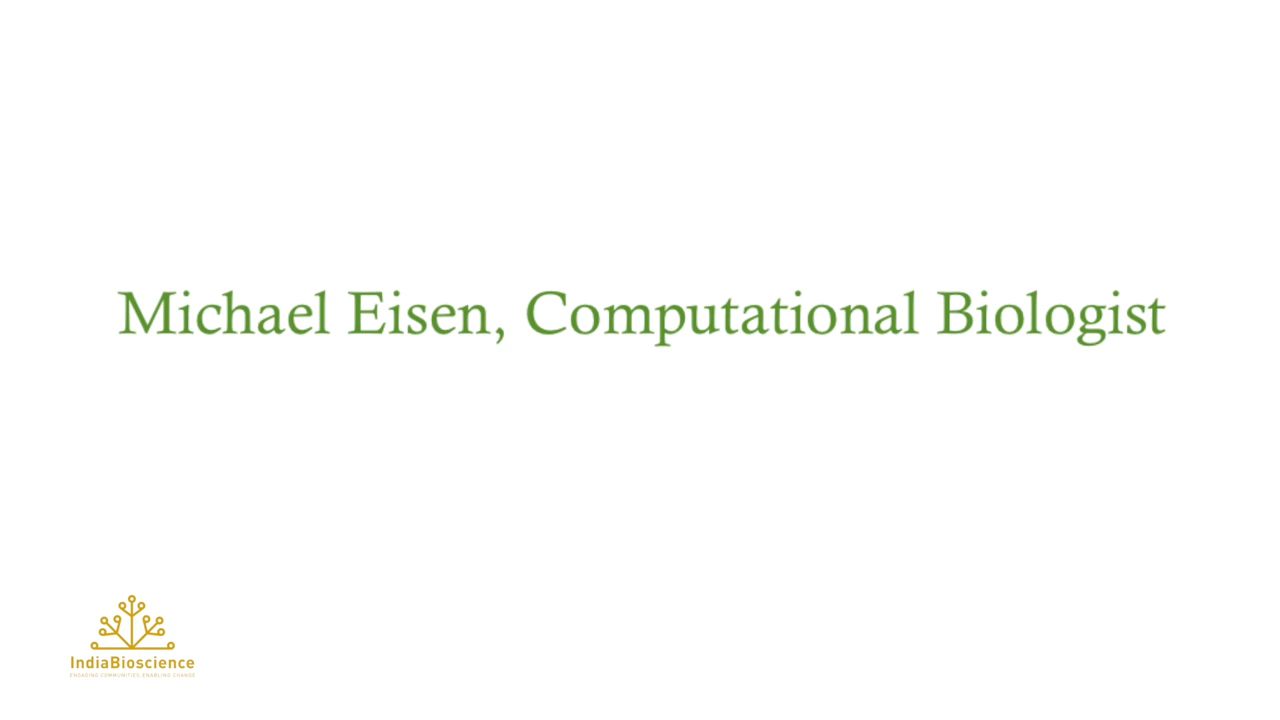 Michael Eisen, Computational Biologist
IndiaBioscience
ENGAGING COMMUNITIES, ENABLING CHANGE